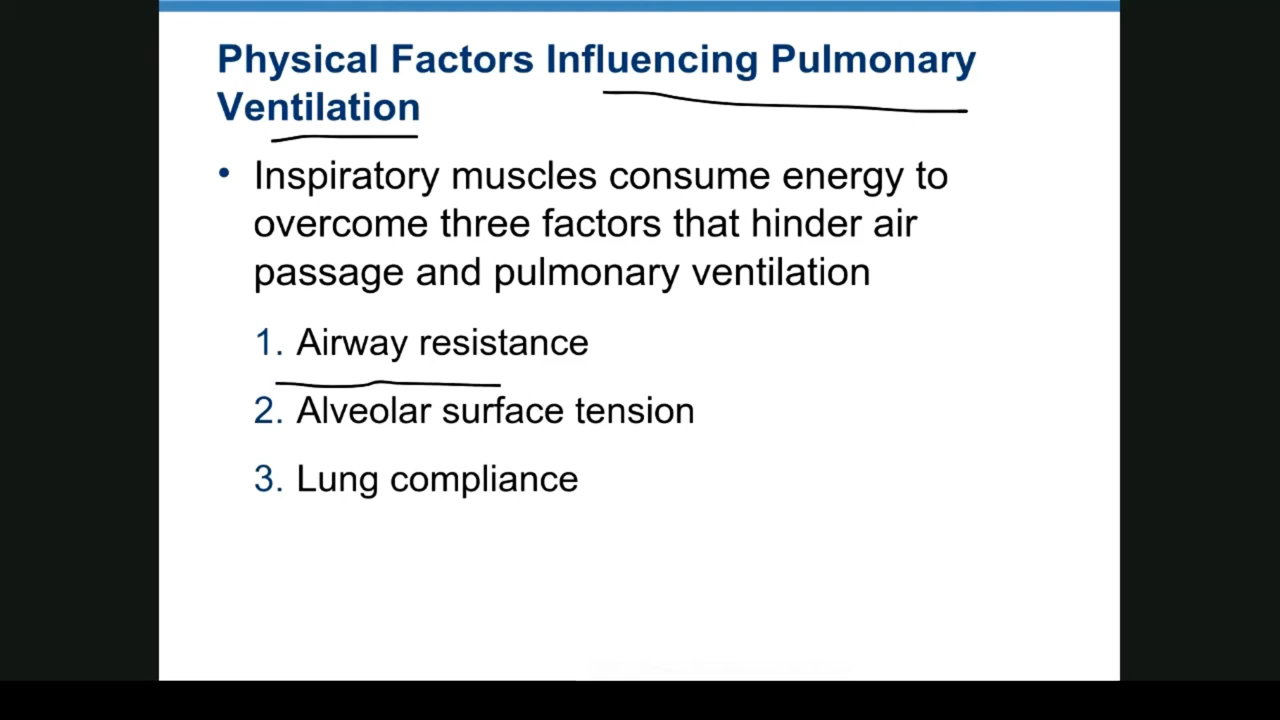 Physical Factors Influencing Pulmonary
Ventilation
• Inspiratory muscles consume energy to
overcome three factors that hinder air
passage and pulmonary ventilation
1. Airway resistance
2. Alveolar surface tension
3. Lung compliance